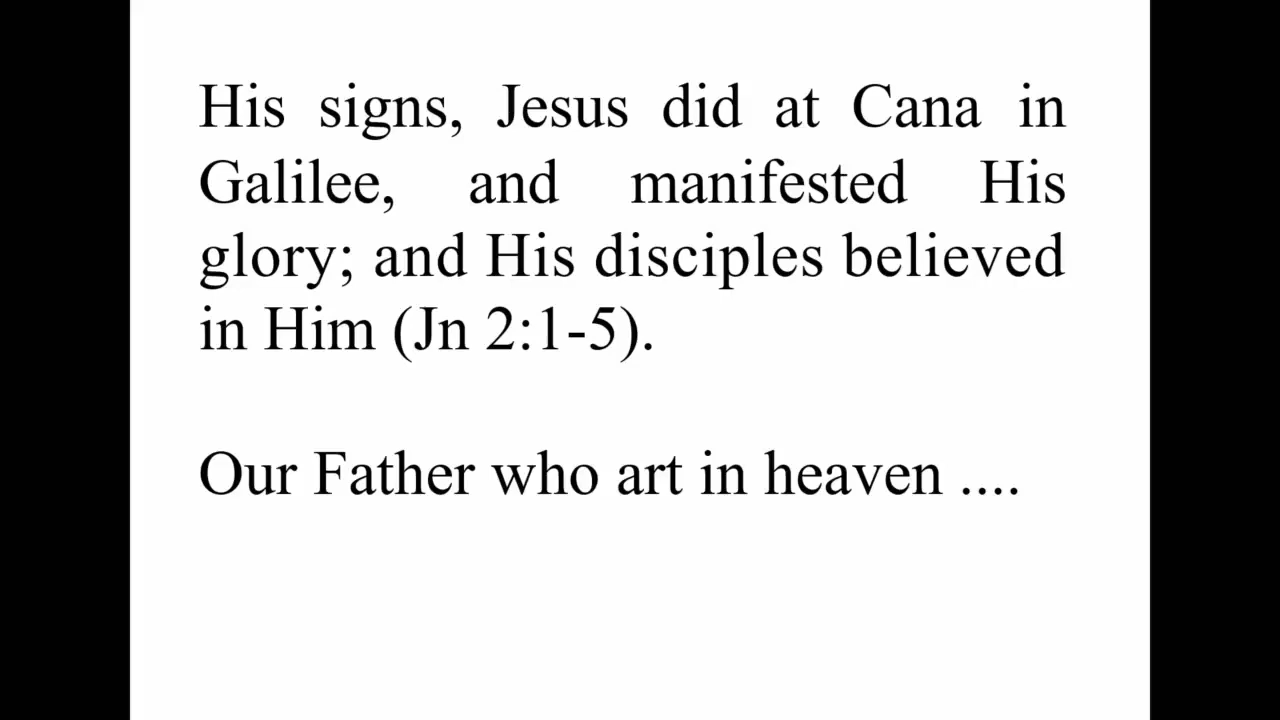 His signs, Jesus did at Cana in
Galilee, and manifested His
glory; and His disciples believed
in Him (Jn 2:1-5).
Our Father who art in heaven ....